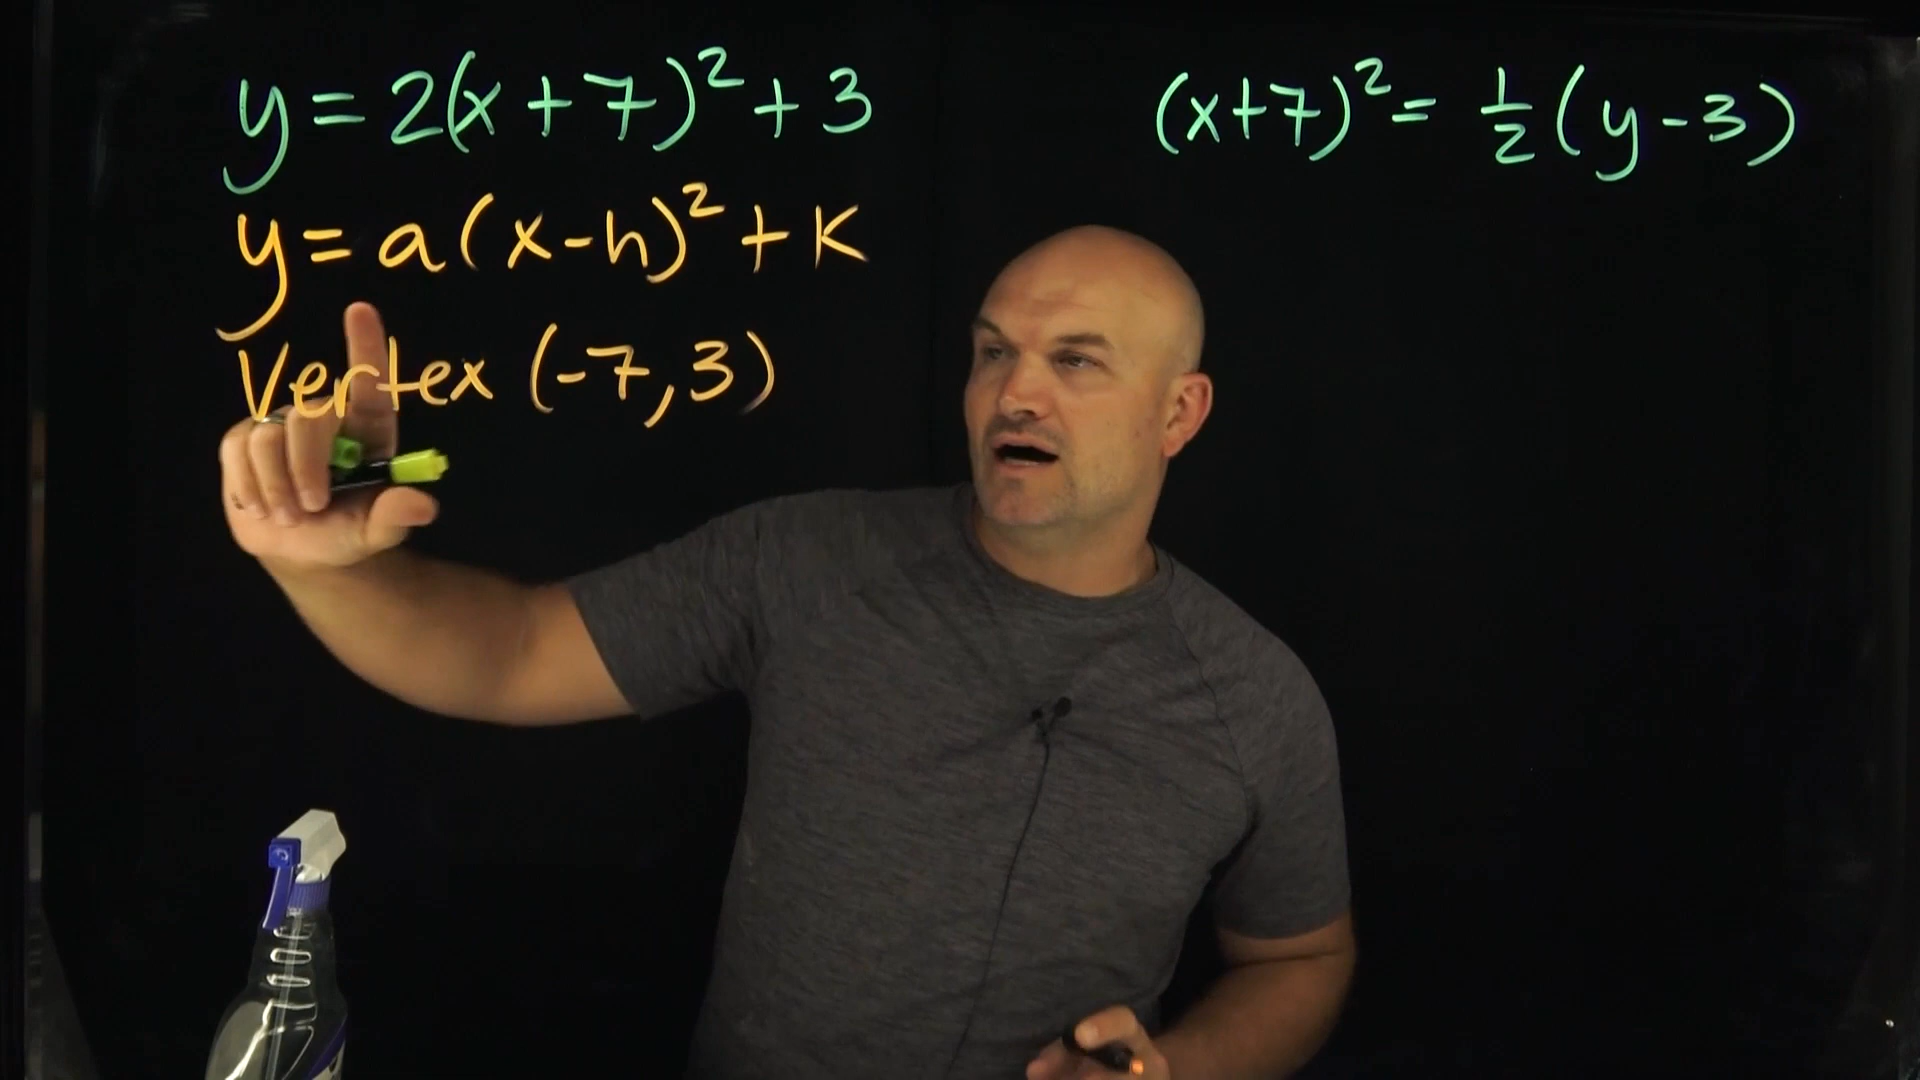 y = 2(x + 7)² + 3
(x+7)² = 1/2 (y - 3)
y = a(x - h)² + k
Vertex (-7, 3)